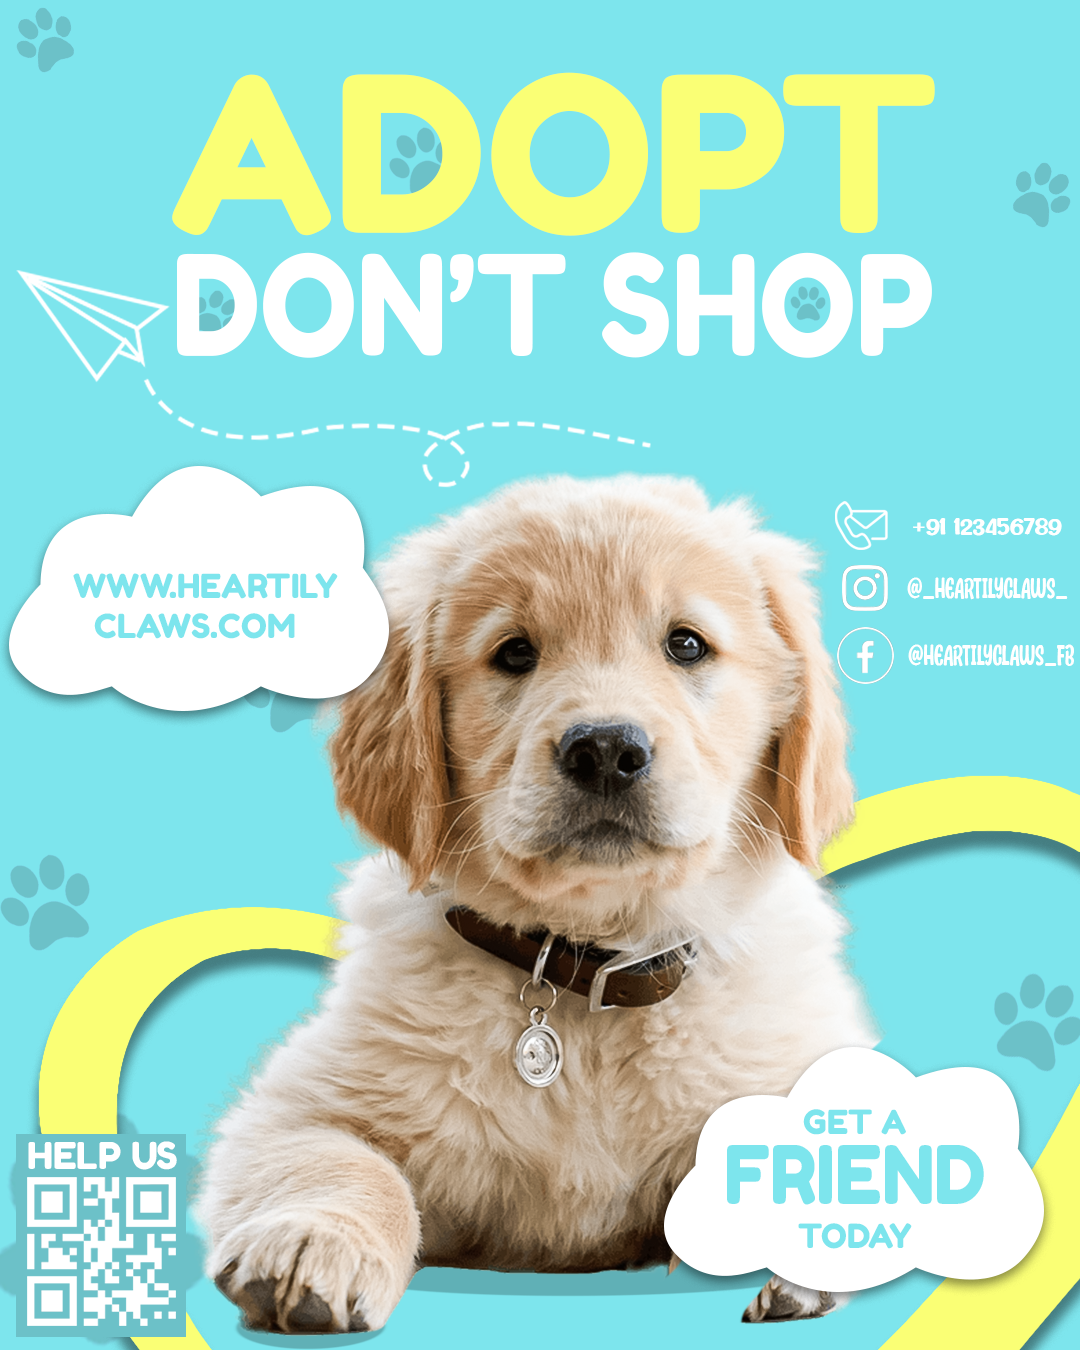 ADOPT
DON'T SHOP
WWW.HEARTILY
CLAWS.COM
+91 123456789
@_HEARTILYCLAWS_
@HEARTILYCLAWS_FB
GET A
FRIEND
TODAY
HELP US